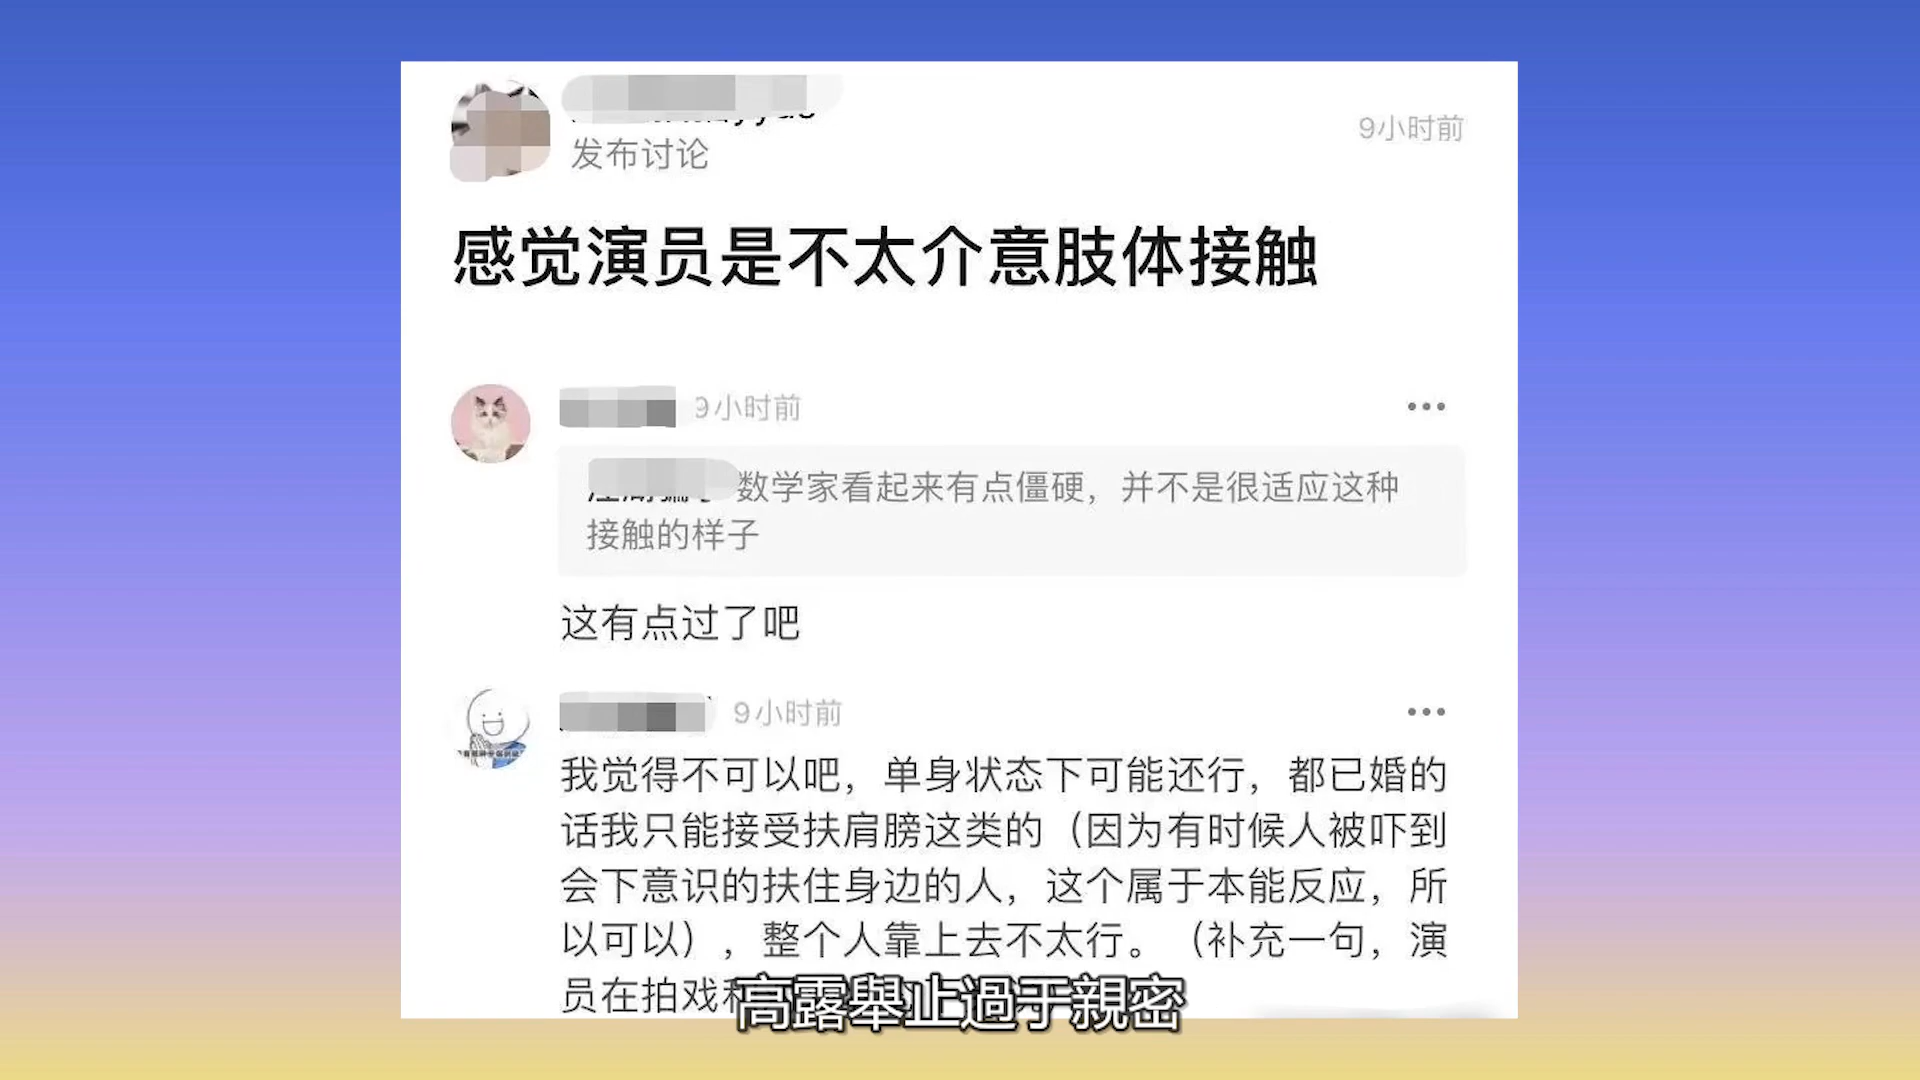 发布讨论
9小时前
感觉演员是不太介意肢体接触
9小时前
数学家看起来有点僵硬，并不是很适应这种
接触的样子
这有点过了吧
9小时前
我觉得不可以吧，单身状态下可能还行，都已婚的
话我只能接受扶肩膀这类的（因为有时候人被吓到
会下意识的扶住身边的人，这个属于本能反应，所
以可以），整个人靠上去不太行。（补充一句，演
员在拍戏和
高露舉止過于親密